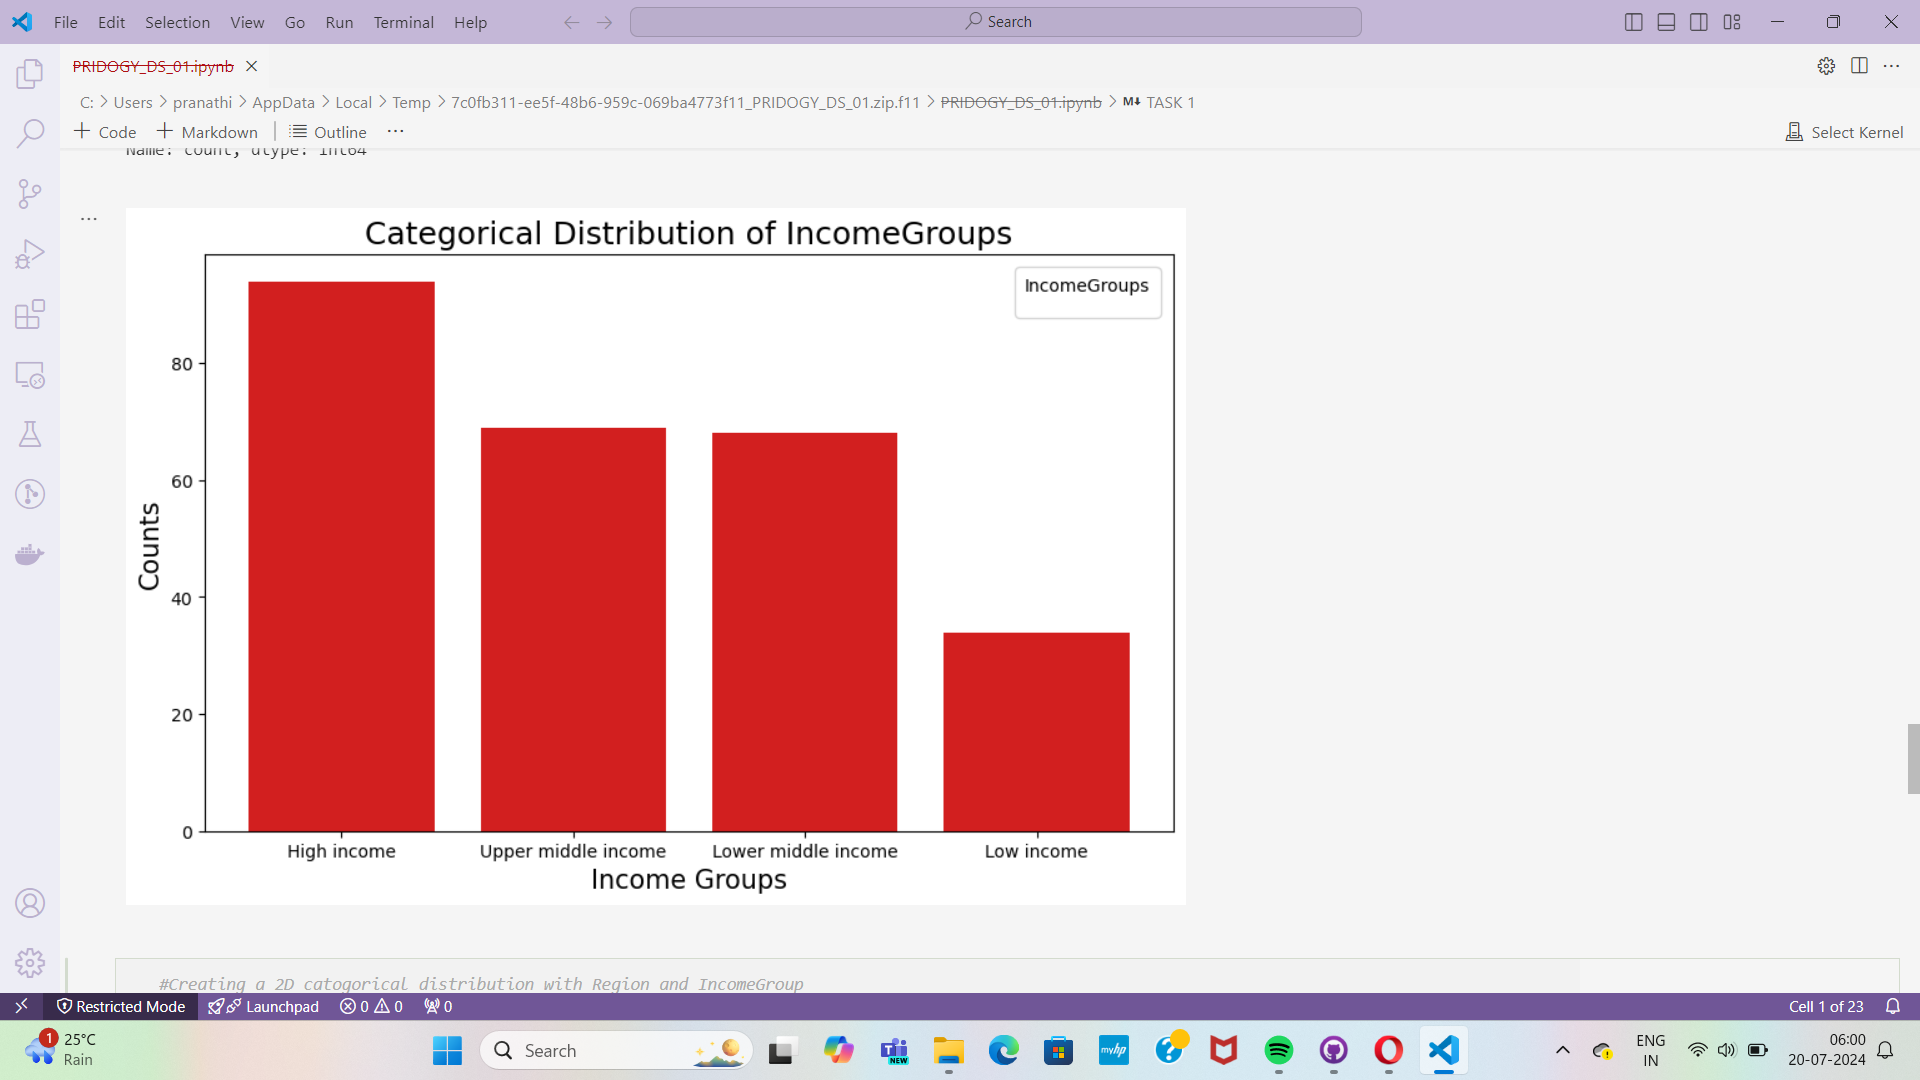 File Edit Selection View Go Run Terminal Help Search
PRIDOGY_DS_01.ipynb
C: > Users > pranathi > AppData > Local > Temp > 7c0fb311-ee5f-48b6-959c-069ba4773f11_PRIDOGY_DS_01.zip.f11 > PRIDOGY_DS_01.ipynb > M↓ TASK 1
+ Code + Markdown Outline ... Select Kernel
Name: count, dtype: int64
Categorical Distribution of IncomeGroups
IncomeGroups
80
60
40
20
0
Counts
High income Upper middle income Lower middle income Low income
Income Groups
#Creating a 2D catogorical distribution with Region and IncomeGroup
Restricted Mode Launchpad 0 0 0 Cell 1 of 23
1 25°C
Rain
Search
NEW
myhp
ENG
IN
06:00
20-07-2024